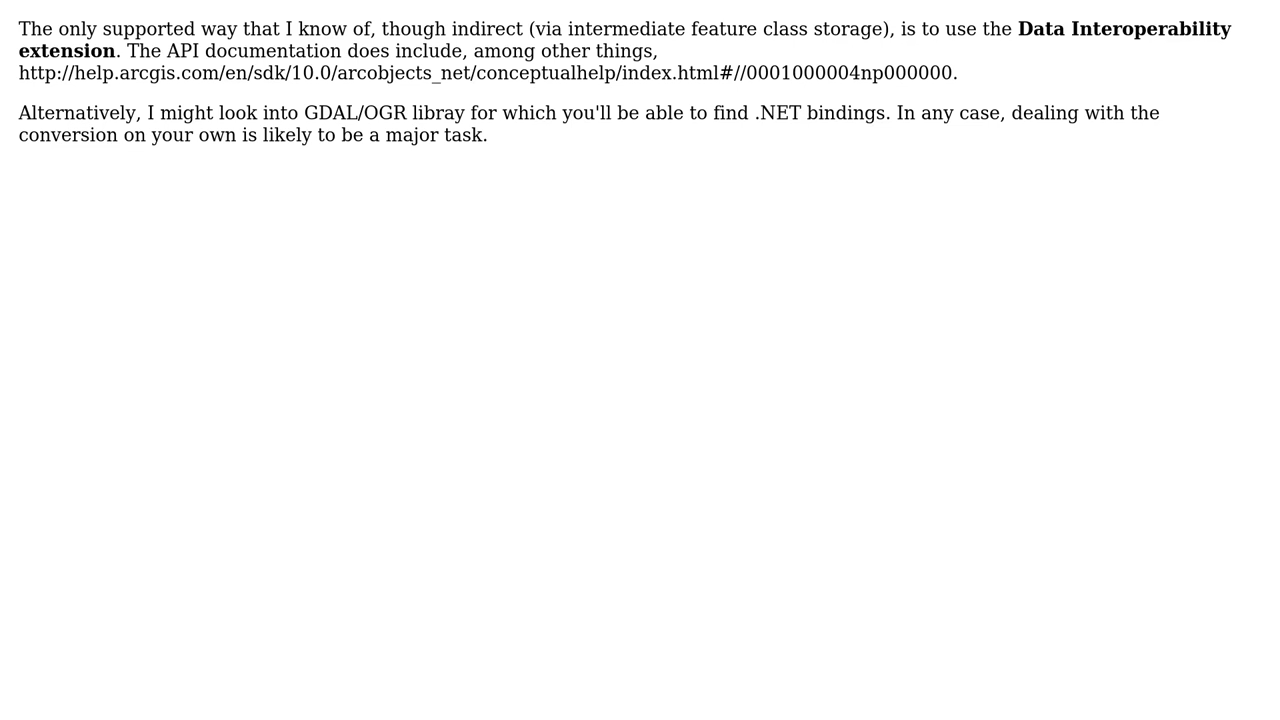 The only supported way that I know of, though indirect (via intermediate feature class storage), is to use the Data Interoperability
extension. The API documentation does include, among other things,
http://help.arcgis.com/en/sdk/10.0/arcobjects_net/conceptualhelp/index.html#//0001000004np000000.
Alternatively, I might look into GDAL/OGR libray for which you'll be able to find .NET bindings. In any case, dealing with the
conversion on your own is likely to be a major task.